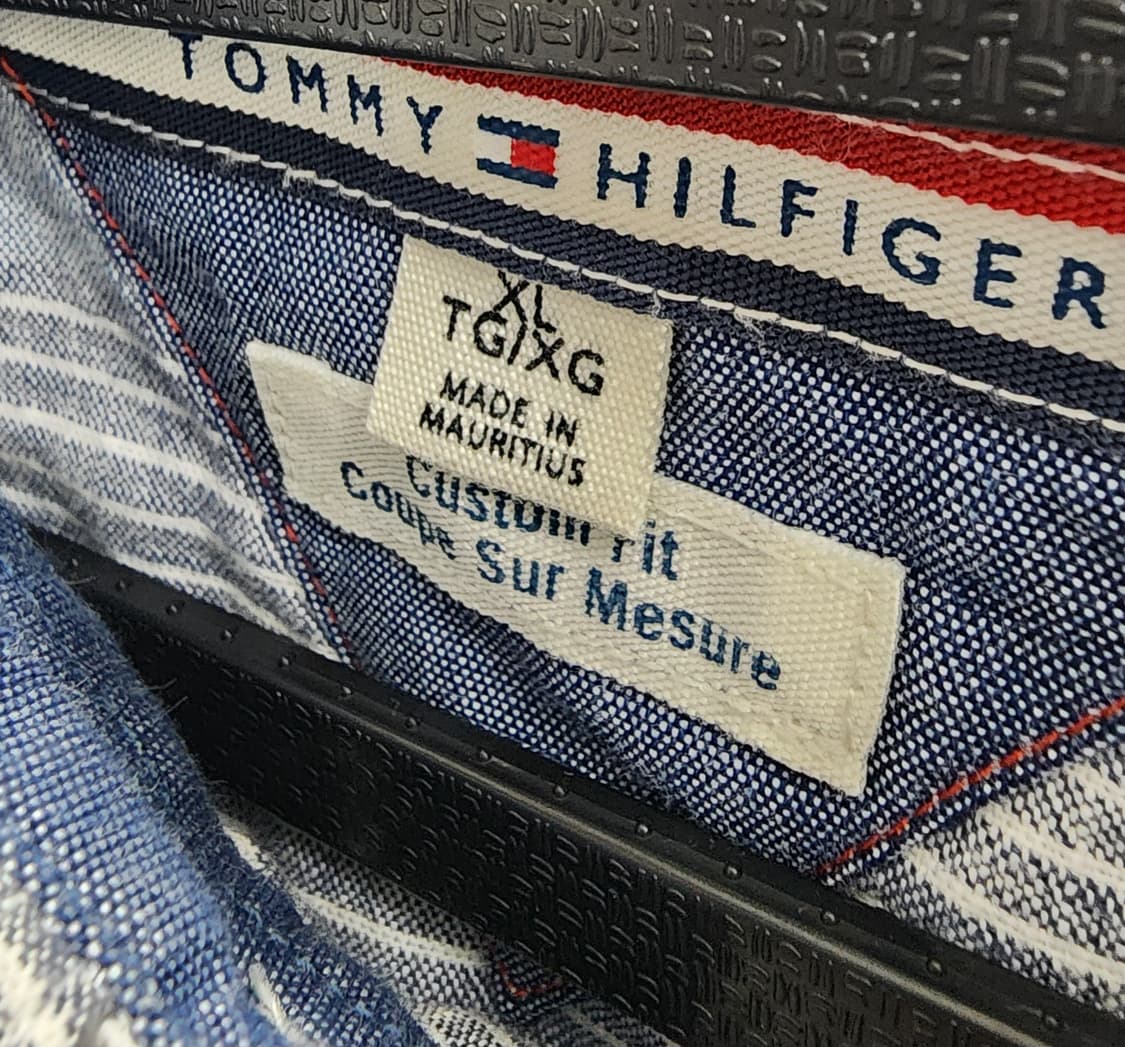 TOMMY HILFIGER
XL
TG/XG
MADE IN
MAURITIUS
Custom Fit
Coupe Sur Mesure